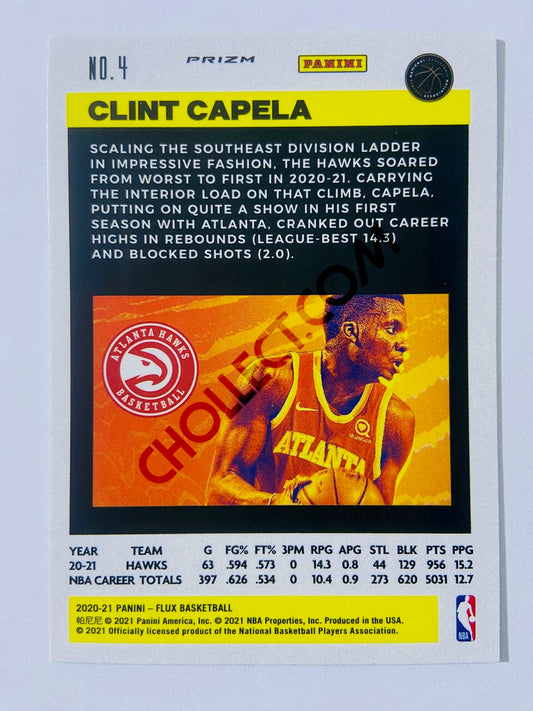 NO. 4
PRIZM
PANINI
NATIONAL BASKETBALL PLAYERS ASSOCIATION
CLINT CAPELA
SCALING THE SOUTHEAST DIVISION LADDER
IN IMPRESSIVE FASHION, THE HAWKS SOARED
FROM WORST TO FIRST IN 2020-21. CARRYING
THE INTERIOR LOAD ON THAT CLIMB, CAPELA,
PUTTING ON QUITE A SHOW IN HIS FIRST
SEASON WITH ATLANTA, CRANKED OUT CAREER
HIGHS IN REBOUNDS (LEAGUE-BEST 14.3)
AND BLOCKED SHOTS (2.0).
CHOLLECT.COM
ATLANTA HAWKS
BASKETBALL
ATLANTA
YEAR TEAM G FG% FT% 3PM RPG APG STL BLK PTS PPG
20-21 HAWKS 63 .594 .573 0 14.3 0.8 44 129 956 15.2
NBA CAREER TOTALS 397 .626 .534 0 10.4 0.9 273 620 5031 12.7
2020-21 PANINI – FLUX BASKETBALL
帕尼尼 © 2021 Panini America, Inc. © 2021 NBA Properties, Inc. Produced in the USA.
© 2021 Officially licensed product of the National Basketball Players Association.
NBA